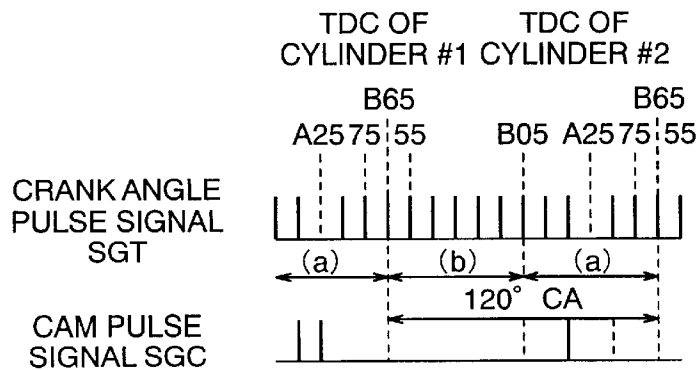 TDC OF TDC OF
CYLINDER #1 CYLINDER #2
B65 B65
A25 75 55 B05 A25 75 55
CRANK ANGLE
PULSE SIGNAL
SGT
(a) (b) (a)
120° CA
CAM PULSE
SIGNAL SGC